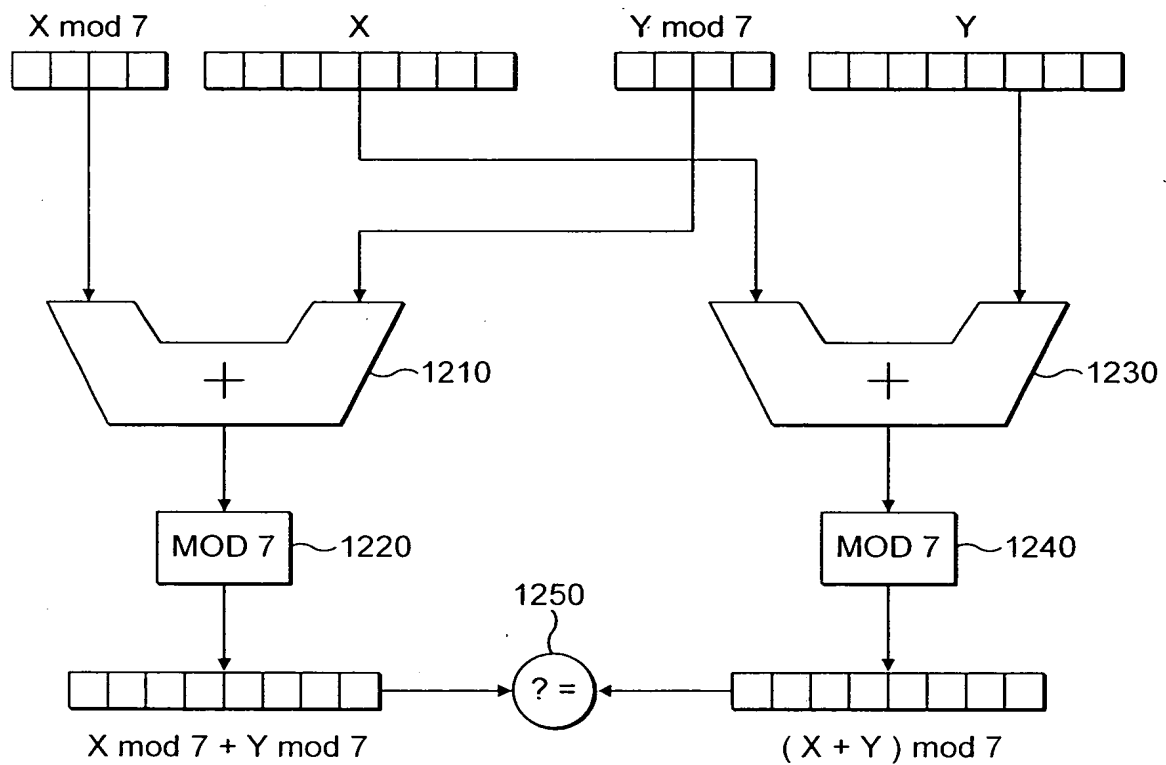 X mod 7 X Y mod 7 Y
+ 1210 + 1230
MOD 7 1220 MOD 7 1240
1250
? =
X mod 7 + Y mod 7 ( X + Y ) mod 7